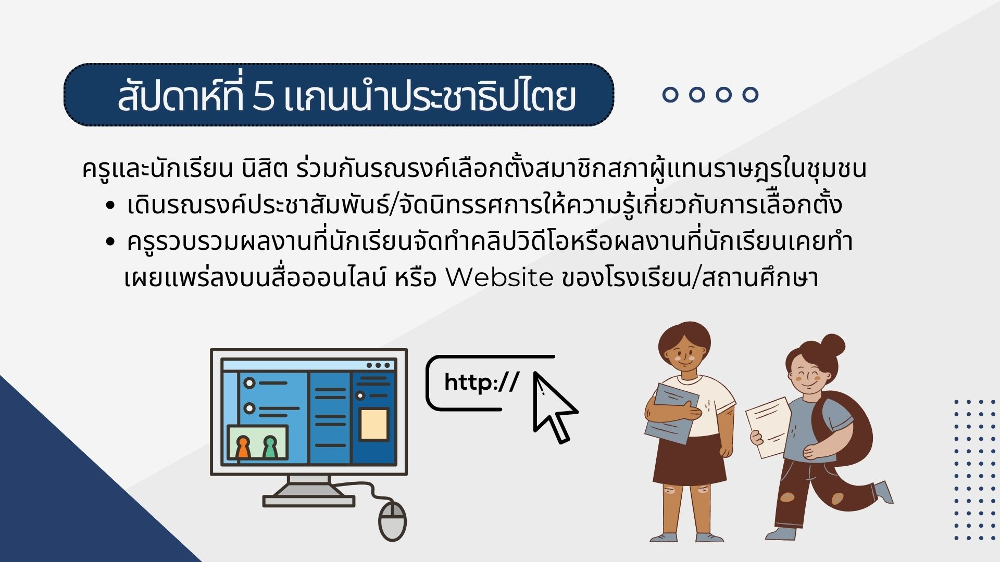 สัปดาห์ที่ 5 แกนนำประชาธิปไตย
ครูและนักเรียน นิสิต ร่วมกันรณรงค์เลือกตั้งสมาชิกสภาผู้แทนราษฎรในชุมชน
• เดินรณรงค์ประชาสัมพันธ์/จัดนิทรรศการให้ความรู้เกี่ยวกับการเลืือกตั้ง
• ครูรวบรวมผลงานที่นักเรียนจัดทำคลิปวิดีโอหรือผลงานที่นักเรียนเคยทำ
เผยแพร่ลงบนสื่อออนไลน์ หรือ Website ของโรงเรียน/สถานศึกษา
http://